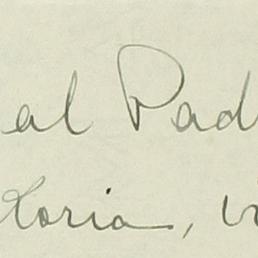 al Pad
toria, v